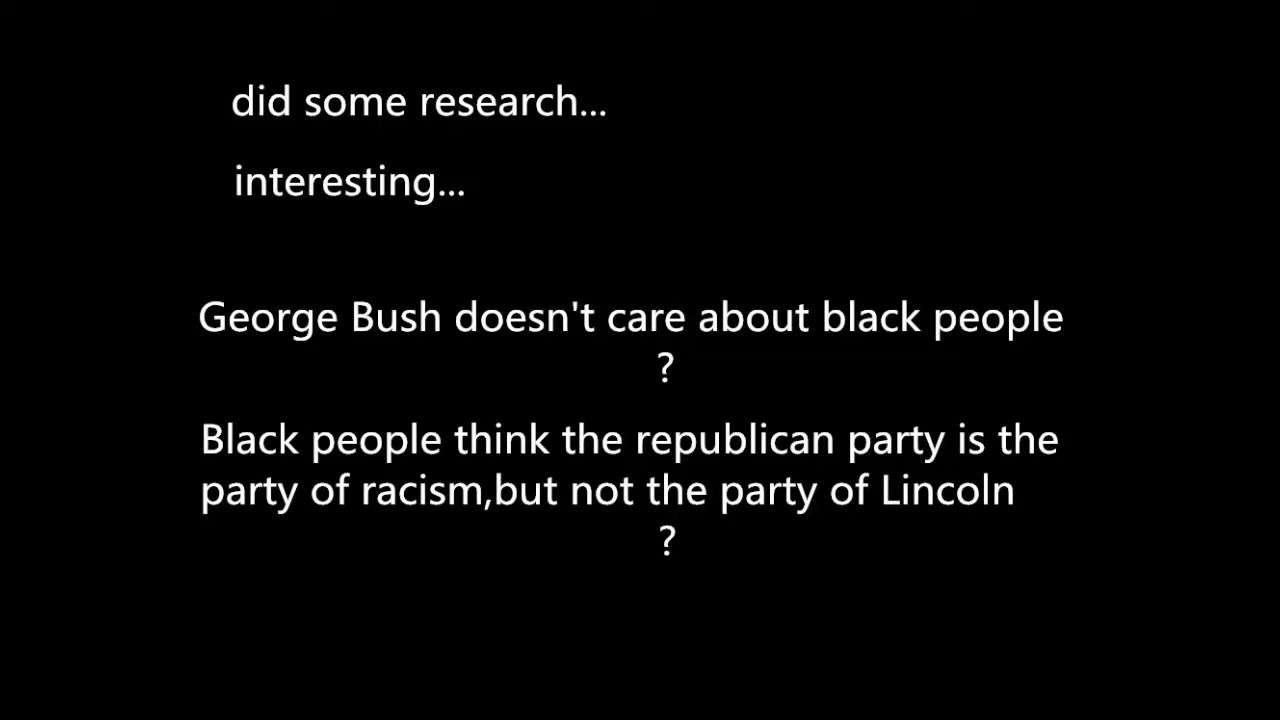 did some research...
interesting...
George Bush doesn't care about black people
?
Black people think the republican party is the
party of racism,but not the party of Lincoln
?